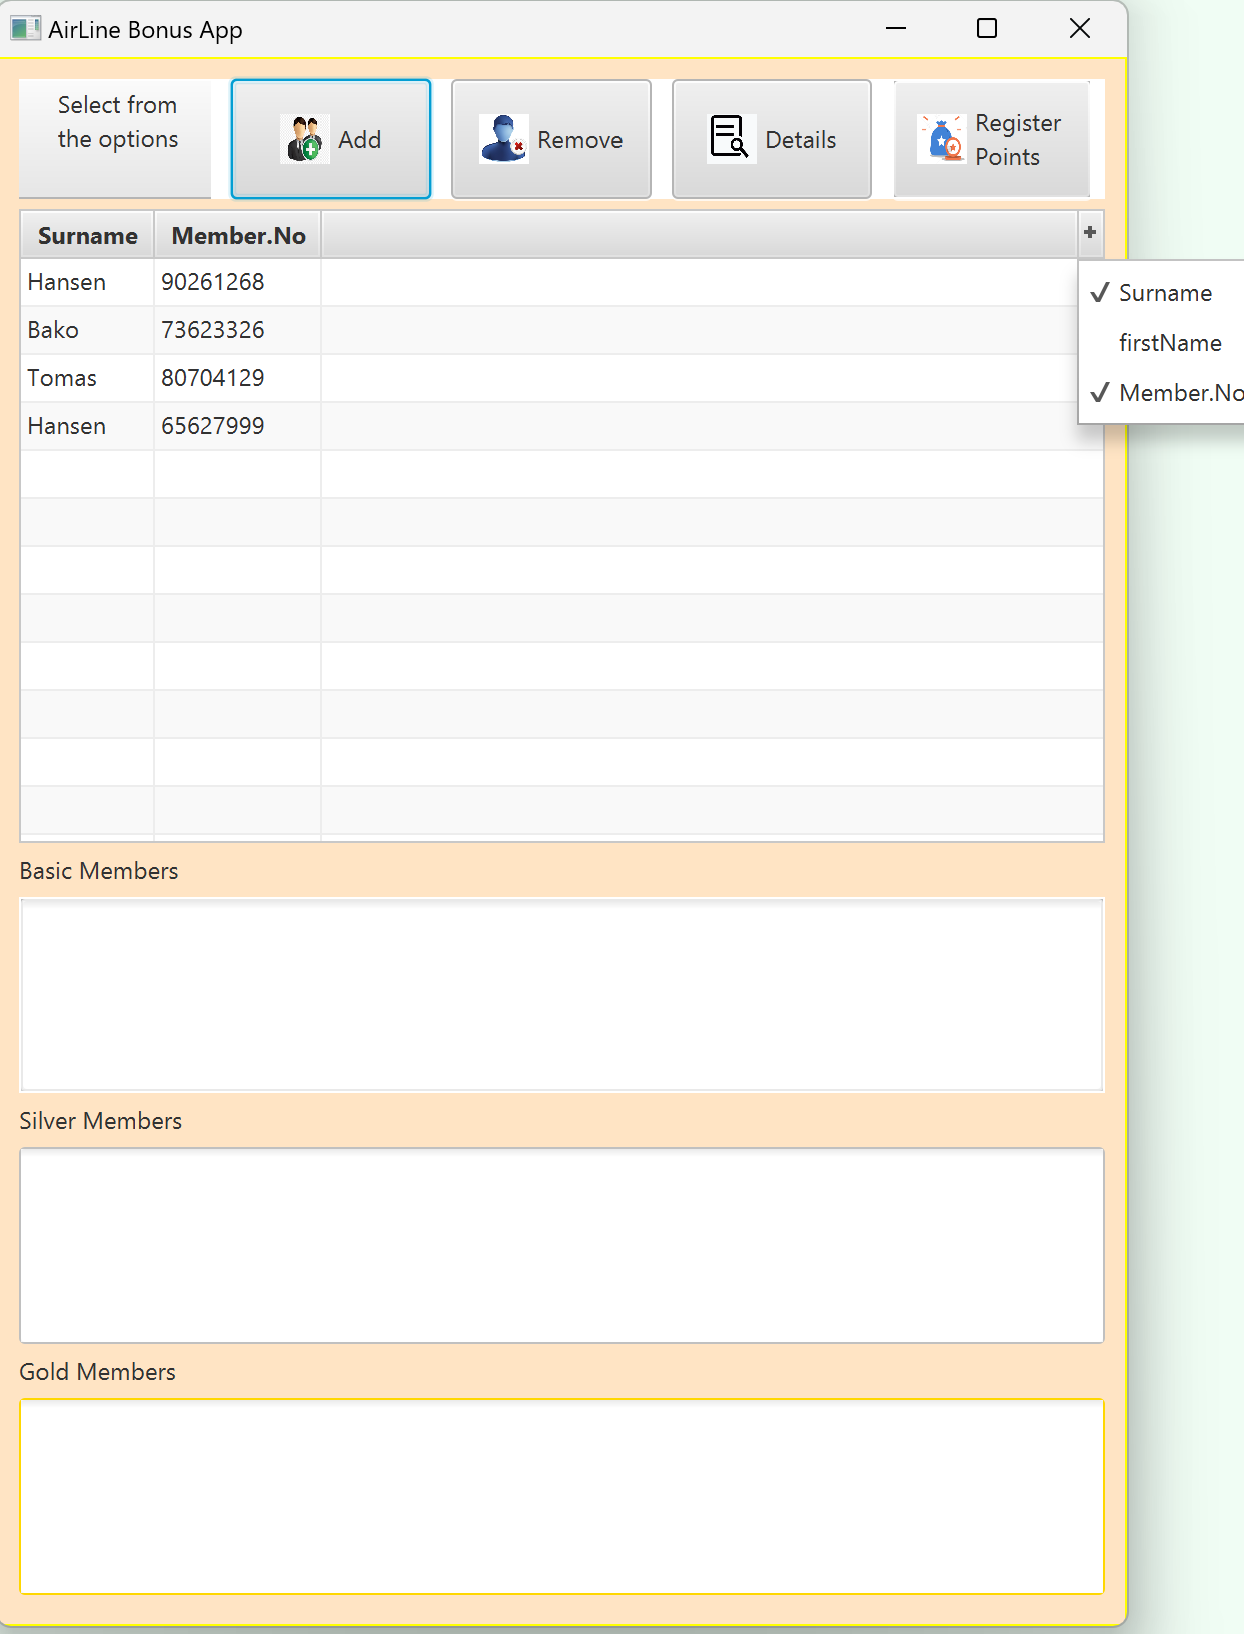 AirLine Bonus App
Select from
the options
Add
Remove
Details
Register
Points
Surname Member.No
+
Hansen 90261268
Bako 73623326
Tomas 80704129
Hansen 65627999
✓ Surname
firstName
✓ Member.No
Basic Members
Silver Members
Gold Members